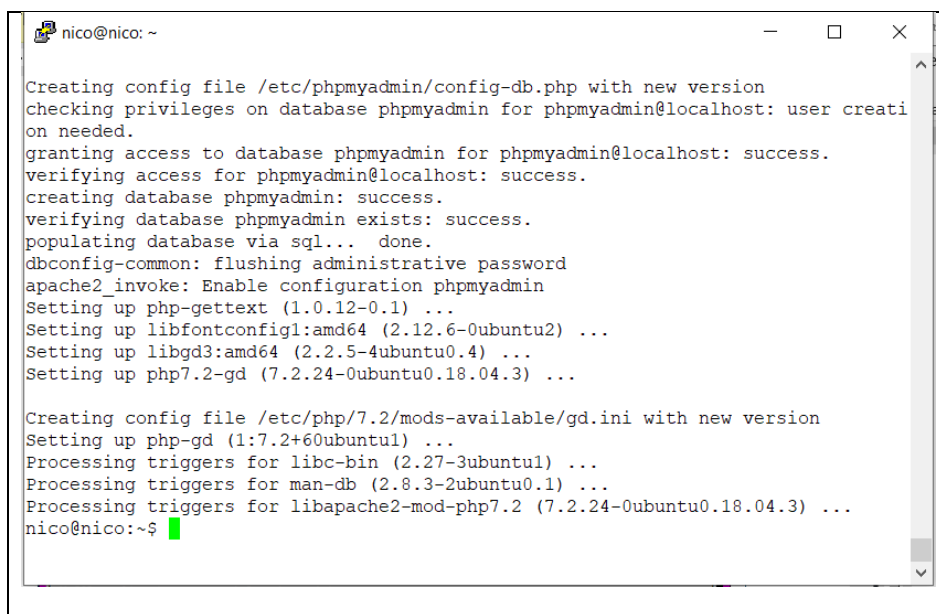 nico@nico: ~
Creating config file /etc/phpmyadmin/config-db.php with new version
checking privileges on database phpmyadmin for phpmyadmin@localhost: user creati
on needed.
granting access to database phpmyadmin for phpmyadmin@localhost: success.
verifying access for phpmyadmin@localhost: success.
creating database phpmyadmin: success.
verifying database phpmyadmin exists: success.
populating database via sql...  done.
dbconfig-common: flushing administrative password
apache2_invoke: Enable configuration phpmyadmin
Setting up php-gettext (1.0.12-0.1) ...
Setting up libfontconfig1:amd64 (2.12.6-0ubuntu2) ...
Setting up libgd3:amd64 (2.2.5-4ubuntu0.4) ...
Setting up php7.2-gd (7.2.24-0ubuntu0.18.04.3) ...
Creating config file /etc/php/7.2/mods-available/gd.ini with new version
Setting up php-gd (1:7.2+60ubuntu1) ...
Processing triggers for libc-bin (2.27-3ubuntu1) ...
Processing triggers for man-db (2.8.3-2ubuntu0.1) ...
Processing triggers for libapache2-mod-php7.2 (7.2.24-0ubuntu0.18.04.3) ...
nico@nico:~$